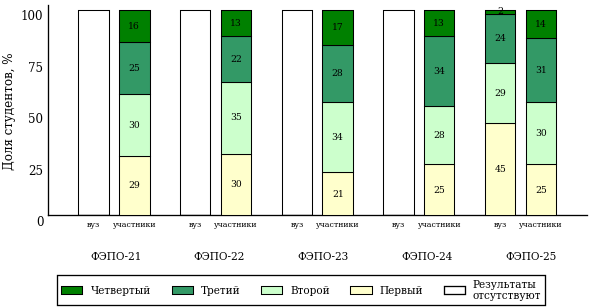 Доля студентов, %
100
75
50
25
0
16 13 17 13 2 14
25 22 28 34 24 31
30 35 34 28 29 30
29 30 21 25 45 25
вуз участники вуз участники вуз участники вуз участники вуз участники
ФЭПО-21 ФЭПО-22 ФЭПО-23 ФЭПО-24 ФЭПО-25
Четвертый Третий Второй Первый Результаты
отсутствуют